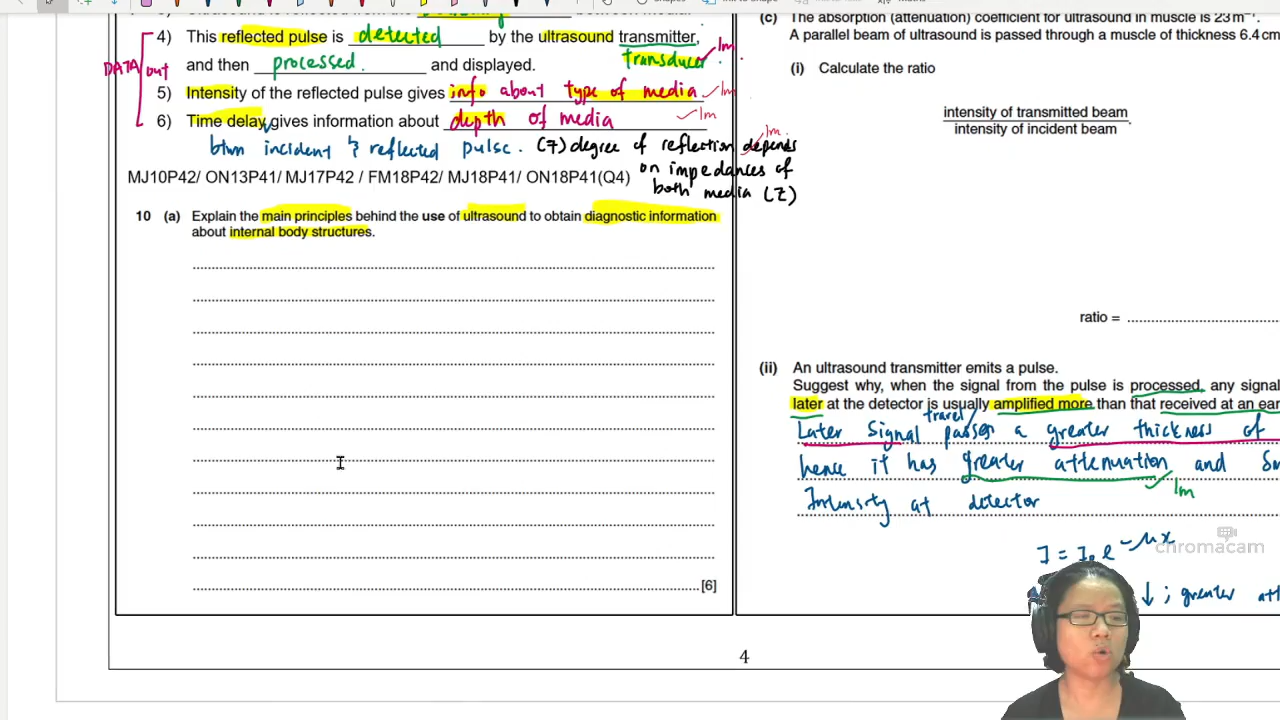 4) This reflected pulse is detected by the ultrasound transmitter,
transducer 1m
and then processed. and displayed.
DATA out
5) Intensity of the reflected pulse gives info about type of media 1m
6) Time delay gives information about depth of media 1m
btwn incident & reflected pulse. (7) degree of reflection depends 1m
on impedances of
both media (Z)
MJ10P42/ ON13P41/ MJ17P42 / FM18P42/ MJ18P41/ ON18P41(Q4)
10 (a) Explain the main principles behind the use of ultrasound to obtain diagnostic information
about internal body structures.
[6]
4
(c) The absorption (attenuation) coefficient for ultrasound in muscle is 23 m⁻¹.
A parallel beam of ultrasound is passed through a muscle of thickness 6.4 cm
(i) Calculate the ratio
intensity of transmitted beam
intensity of incident beam.
ratio =
(ii) An ultrasound transmitter emits a pulse.
Suggest why, when the signal from the pulse is processed, any signal
later at the detector is usually amplified more than that received at an
travel/
Later signal passes a greater thickness of
hence it has greater attenuation and
1m
Intensity at detector
I = I₀ e^-μx
chromacam
↓ ; greater